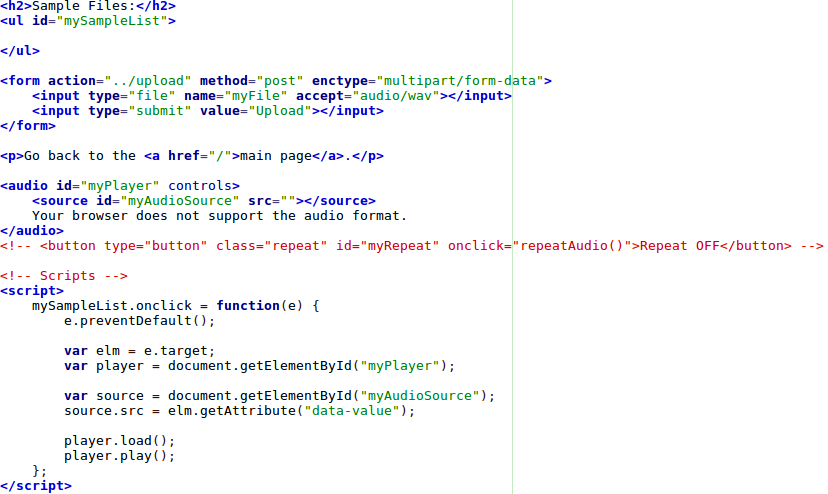 <h2>Sample Files:</h2>
<ul id="mySampleList">
</ul>
<form action="../upload" method="post" enctype="multipart/form-data">
<input type="file" name="myFile" accept="audio/wav"></input>
<input type="submit" value="Upload"></input>
</form>
<p>Go back to the <a href="/">main page</a>.</p>
<audio id="myPlayer" controls>
<source id="myAudioSource" src=""></source>
Your browser does not support the audio format.
</audio>
<!-- <button type="button" class="repeat" id="myRepeat" onclick="repeatAudio()">Repeat OFF</button> -->
<!-- Scripts -->
<script>
mySampleList.onclick = function(e) {
e.preventDefault();
var elm = e.target;
var player = document.getElementById("myPlayer");
var source = document.getElementById("myAudioSource");
source.src = elm.getAttribute("data-value");
player.load();
player.play();
};
</script>